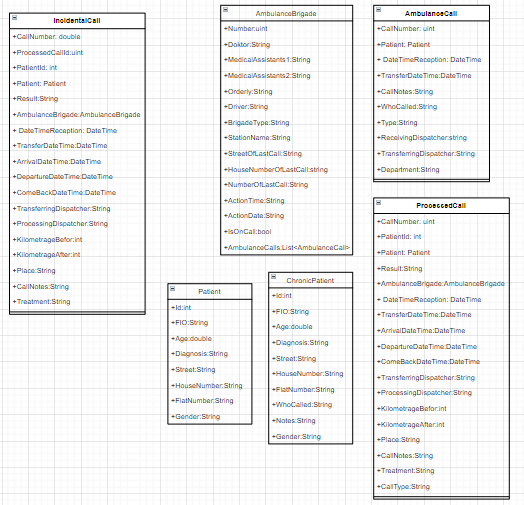 IncidentalCall
+CallNumber: double
+ProcessedCallId:uint
+PatientId: int
+Patient: Patient
+Result:String
+AmbulanceBrigade:AmbulanceBrigade
+ DateTimeReception: DateTime
+TransferDateTime:DateTime
+ArrivalDateTime:DateTime
+DepartureDateTime:DateTime
+ComeBackDateTime:DateTime
+TransferringDispatcher:String
+ProcessingDispatcher:String
+KilometrageBefor:int
+KilometrageAfter:int
+Place:String
+CallNotes:String
+Treatment:String
AmbulanceBrigade
+Number:uint
+Doktor:String
+MedicalAssistants1:String
+MedicalAssistants2:String
+Orderly:String
+Driver:String
+BrigadeType:String
+StationName:String
+StreetOfLastCall:String
+HouseNumberOfLastCall:string
+NumberOfLastCall:String
+ActionTime:String
+ActionDate:String
+IsOnCall:bool
+AmbulanceCalls:List<AmbulanceCall>
AmbulanceCall
+CallNumber: uint
+Patient: Patient
+ DateTimeReception: DateTime
+TransferDateTime:DateTime
+CallNotes:String
+WhoCalled:String
+Type:String
+ReceivingDispatcher:string
+TransferringDispatcher:String
+Department:String
Patient
+Id:int
+FIO:String
+Age:double
+Diagnosis:String
+Street:String
+HouseNumber:String
+FlatNumber:String
+Gender:String
ChronicPatient
+Id:int
+FIO:String
+Age:double
+Diagnosis:String
+Street:String
+HouseNumber:String
+FlatNumber:String
+WhoCalled:String
+Notes:String
+Gender:String
ProcessedCall
+CallNumber: uint
+PatientId: int
+Patient: Patient
+Result:String
+AmbulanceBrigade:AmbulanceBrigade
+ DateTimeReception: DateTime
+TransferDateTime:DateTime
+ArrivalDateTime:DateTime
+DepartureDateTime:DateTime
+ComeBackDateTime:DateTime
+TransferringDispatcher:String
+ProcessingDispatcher:String
+KilometrageBefor:int
+KilometrageAfter:int
+Place:String
+CallNotes:String
+Treatment:String
+CallType:String